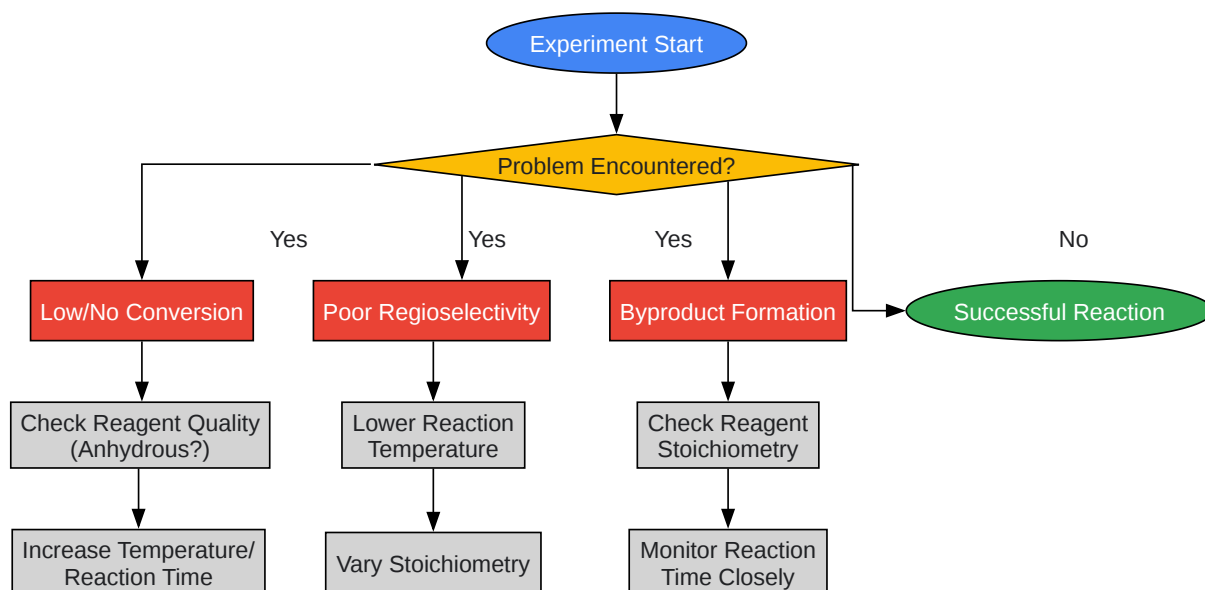 Experiment Start
Problem Encountered?
Yes
Yes
Yes
No
Low/No Conversion
Poor Regioselectivity
Byproduct Formation
Successful Reaction
Check Reagent Quality
(Anhydrous?)
Lower Reaction
Temperature
Check Reagent
Stoichiometry
Increase Temperature/
Reaction Time
Vary Stoichiometry
Monitor Reaction
Time Closely